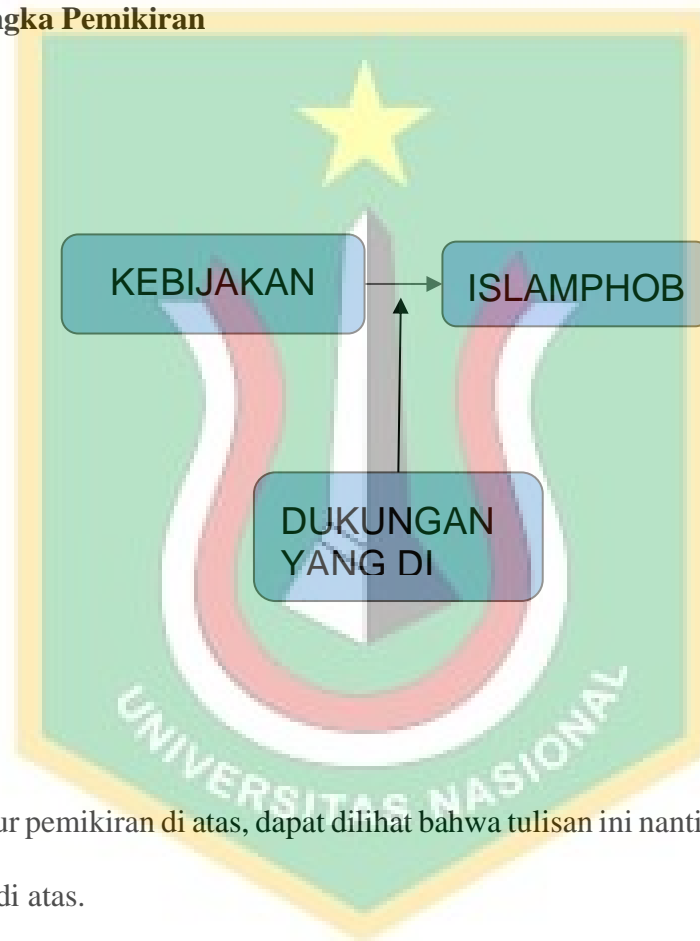 ngka Pemikiran
KEBIJAKAN
ISLAMPHOB
DUKUNGAN
YANG DI
UNIVERSITAS NASIONAL
ur pemikiran di atas, dapat dilihat bahwa tulisan ini nanti
di atas.